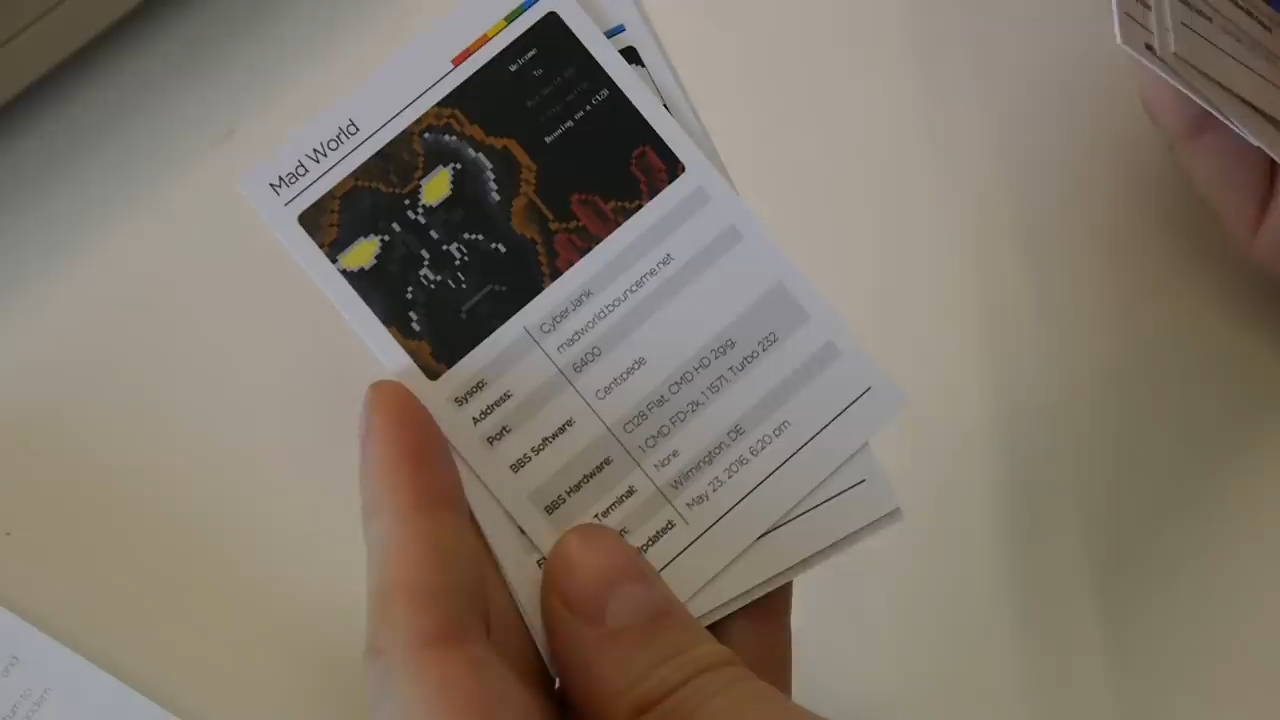 Mad World
Welcome
To
Running on a C128
Sysop: CyberJank
Address: madworld.bounceme.net
Port: 6400
BBS Software: Centipede
BBS Hardware: C128 Flat, CMD HD 2gig,
1 CMD FD-2k, 1 1571, Turbo 232
Terminal: None
Wilmington, DE
May 23, 2016, 6:20 pm
and